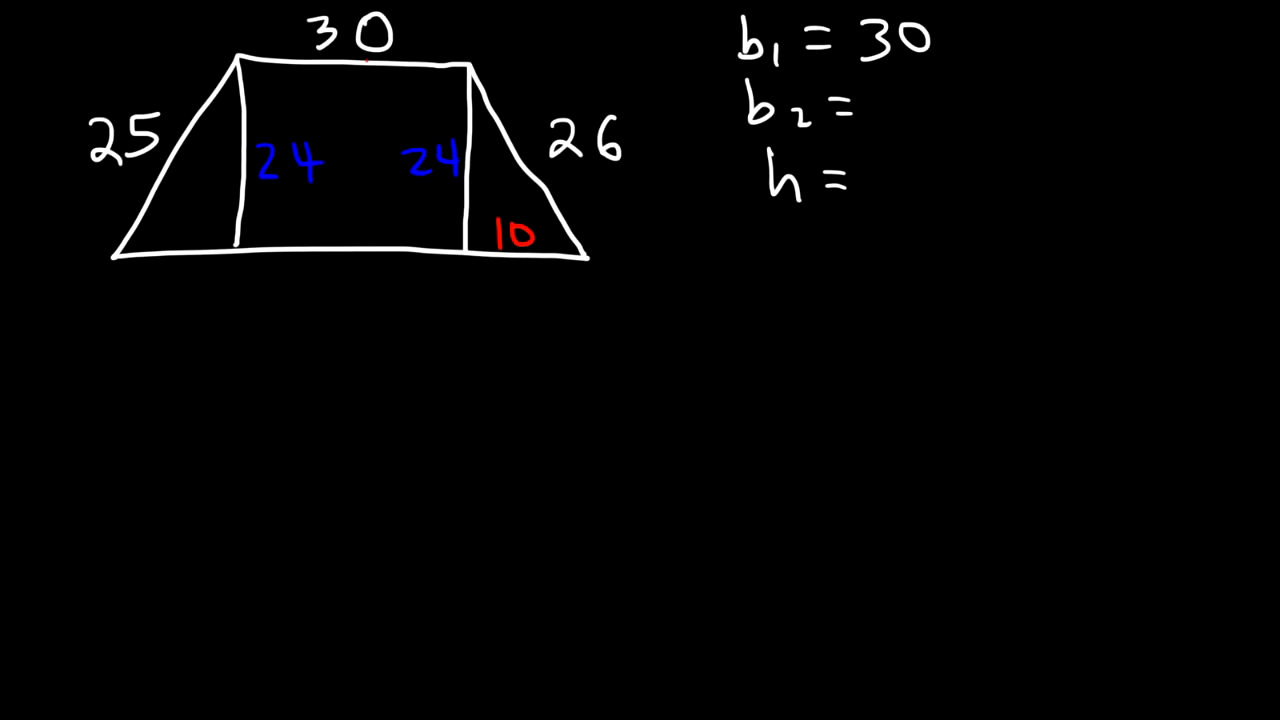 30
25
24
24
26
10
b₁ = 30
b₂ =
h =